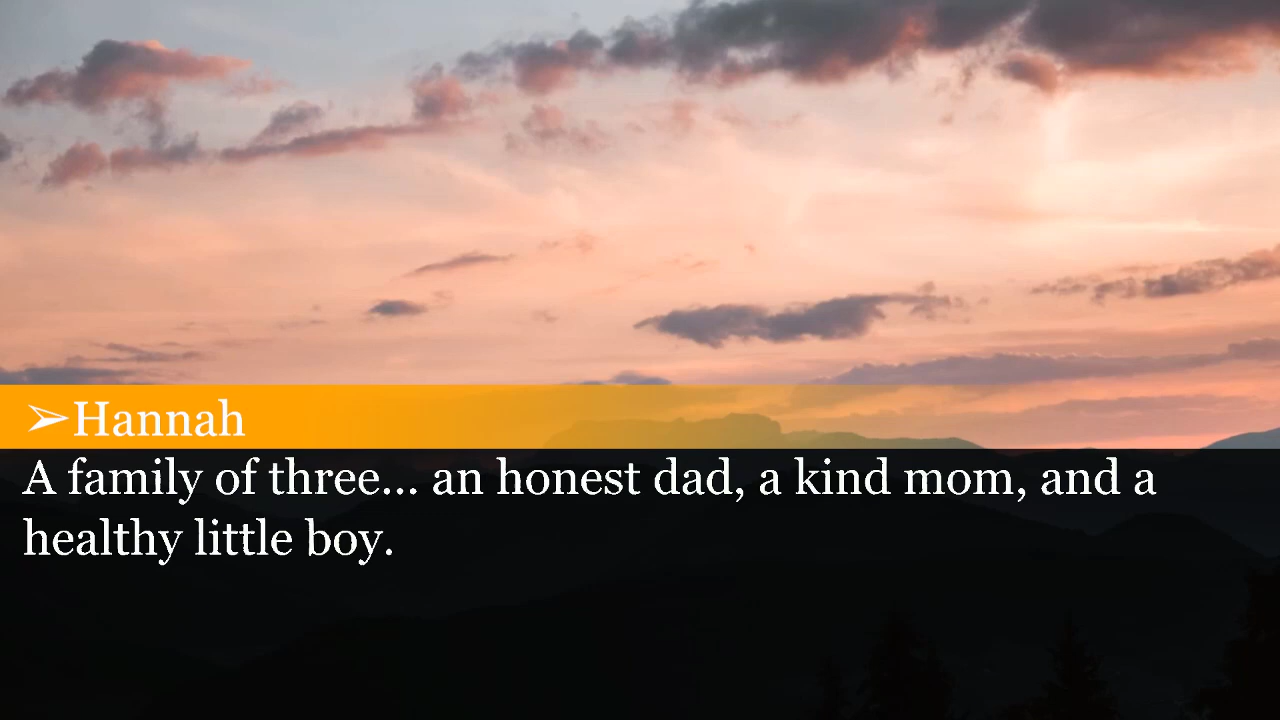 ➢Hannah
A family of three... an honest dad, a kind mom, and a
healthy little boy.